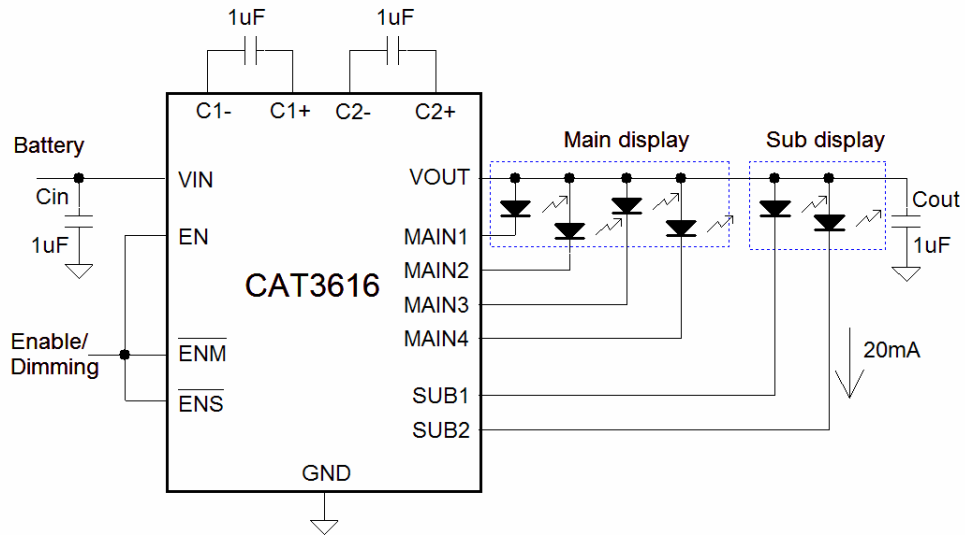 1uF
1uF
C1-
C1+
C2-
C2+
Battery
Main display
Sub display
VIN
VOUT
Cin
Cout
1uF
EN
MAIN1
1uF
MAIN2
CAT3616
MAIN3
MAIN4
Enable/
Dimming
ENM
20mA
ENS
SUB1
SUB2
GND